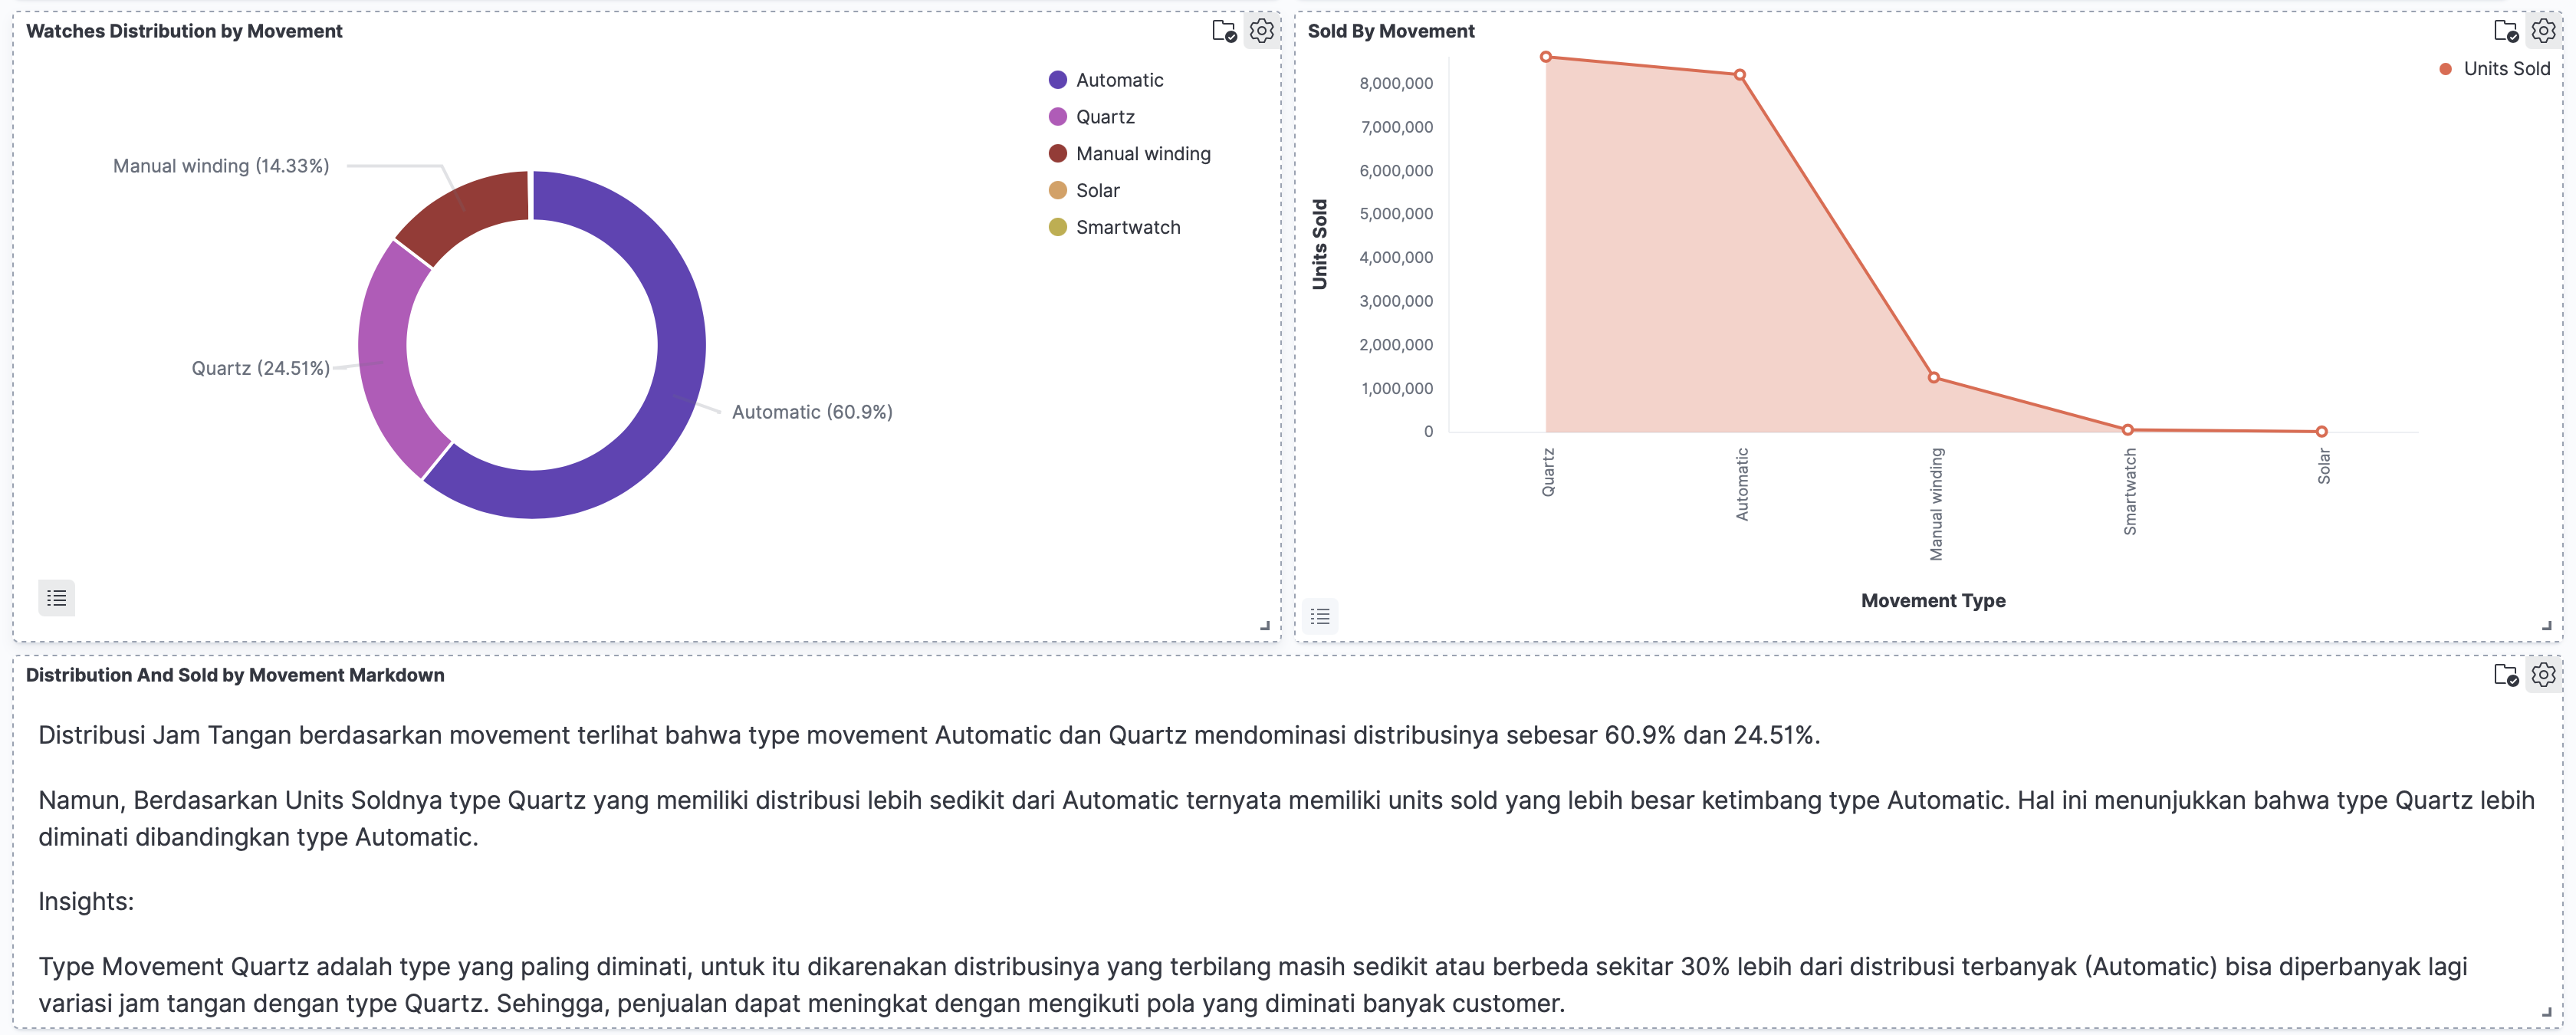 Watches Distribution by Movement
Automatic
Quartz
Manual winding
Solar
Smartwatch
Manual winding (14.33%)
Quartz (24.51%)
Automatic (60.9%)
Sold By Movement
Units Sold
8,000,000
7,000,000
6,000,000
5,000,000
4,000,000
3,000,000
2,000,000
1,000,000
0
Units Sold
Quartz
Automatic
Manual winding
Smartwatch
Solar
Movement Type
Distribution And Sold by Movement Markdown
Distribusi Jam Tangan berdasarkan movement terlihat bahwa type movement Automatic dan Quartz mendominasi distribusinya sebesar 60.9% dan 24.51%.
Namun, Berdasarkan Units Soldnya type Quartz yang memiliki distribusi lebih sedikit dari Automatic ternyata memiliki units sold yang lebih besar ketimbang type Automatic. Hal ini menunjukkan bahwa type Quartz lebih
diminati dibandingkan type Automatic.
Insights:
Type Movement Quartz adalah type yang paling diminati, untuk itu dikarenakan distribusinya yang terbilang masih sedikit atau berbeda sekitar 30% lebih dari distribusi terbanyak (Automatic) bisa diperbanyak lagi
variasi jam tangan dengan type Quartz. Sehingga, penjualan dapat meningkat dengan mengikuti pola yang diminati banyak customer.